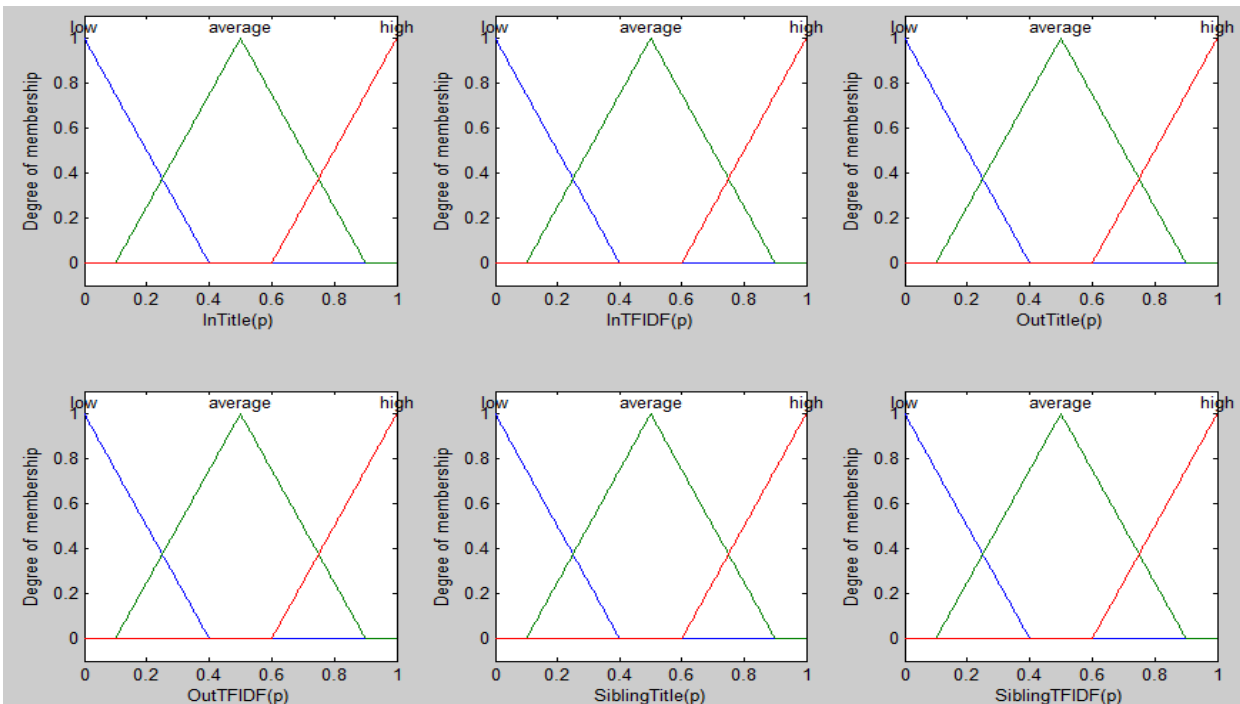 low average high low average high low average high
1 1 1
0.8 0.8 0.8
0.6 0.6 0.6
0.4 0.4 0.4
0.2 0.2 0.2
0 0 0
Degree of membership Degree of membership Degree of membership
0 0.2 0.4 0.6 0.8 1 0 0.2 0.4 0.6 0.8 1 0 0.2 0.4 0.6 0.8 1
InTitle(p) InTFIDF(p) OutTitle(p)
low average high low average high low average high
1 1 1
0.8 0.8 0.8
0.6 0.6 0.6
0.4 0.4 0.4
0.2 0.2 0.2
0 0 0
Degree of membership Degree of membership Degree of membership
0 0.2 0.4 0.6 0.8 1 0 0.2 0.4 0.6 0.8 1 0 0.2 0.4 0.6 0.8 1
OutTFIDF(p) SiblingTitle(p) SiblingTFIDF(p)